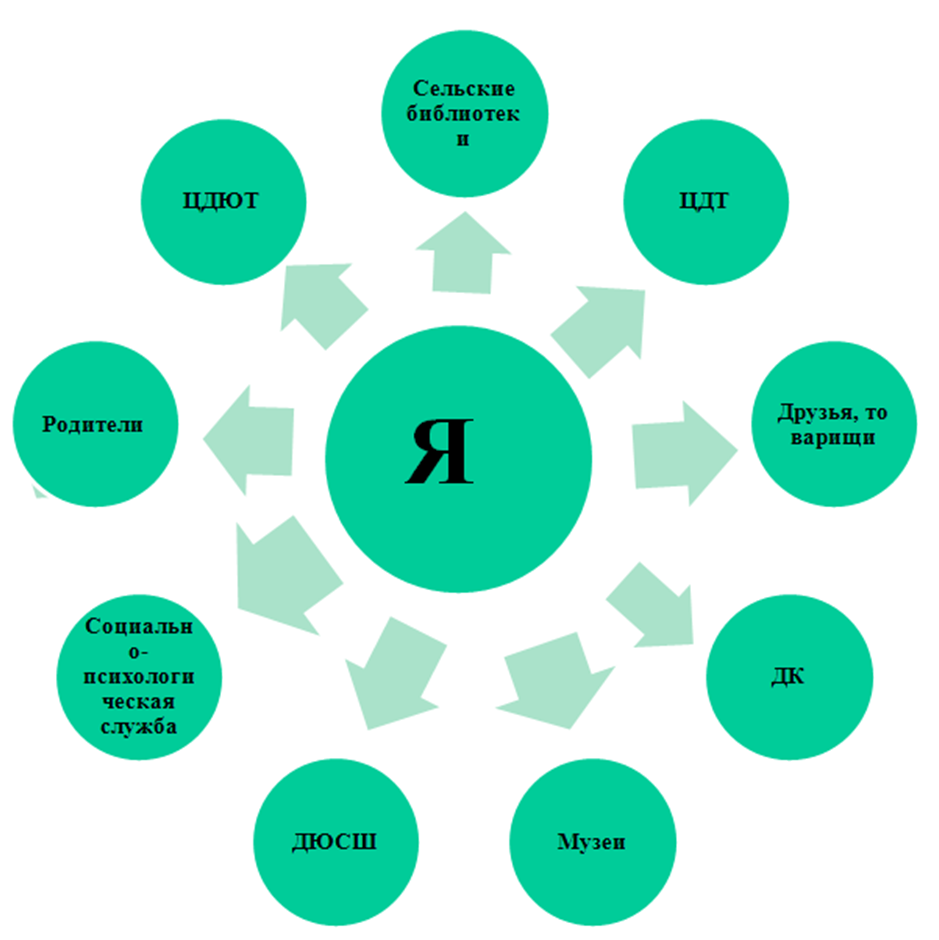 Сельские
библиотек
и
ЦДЮТ
ЦДТ
Родители
Я
Друзья, то
варищи
Социальн
о-
психологи
ческая
служба
ДК
ДЮСШ
Музеи